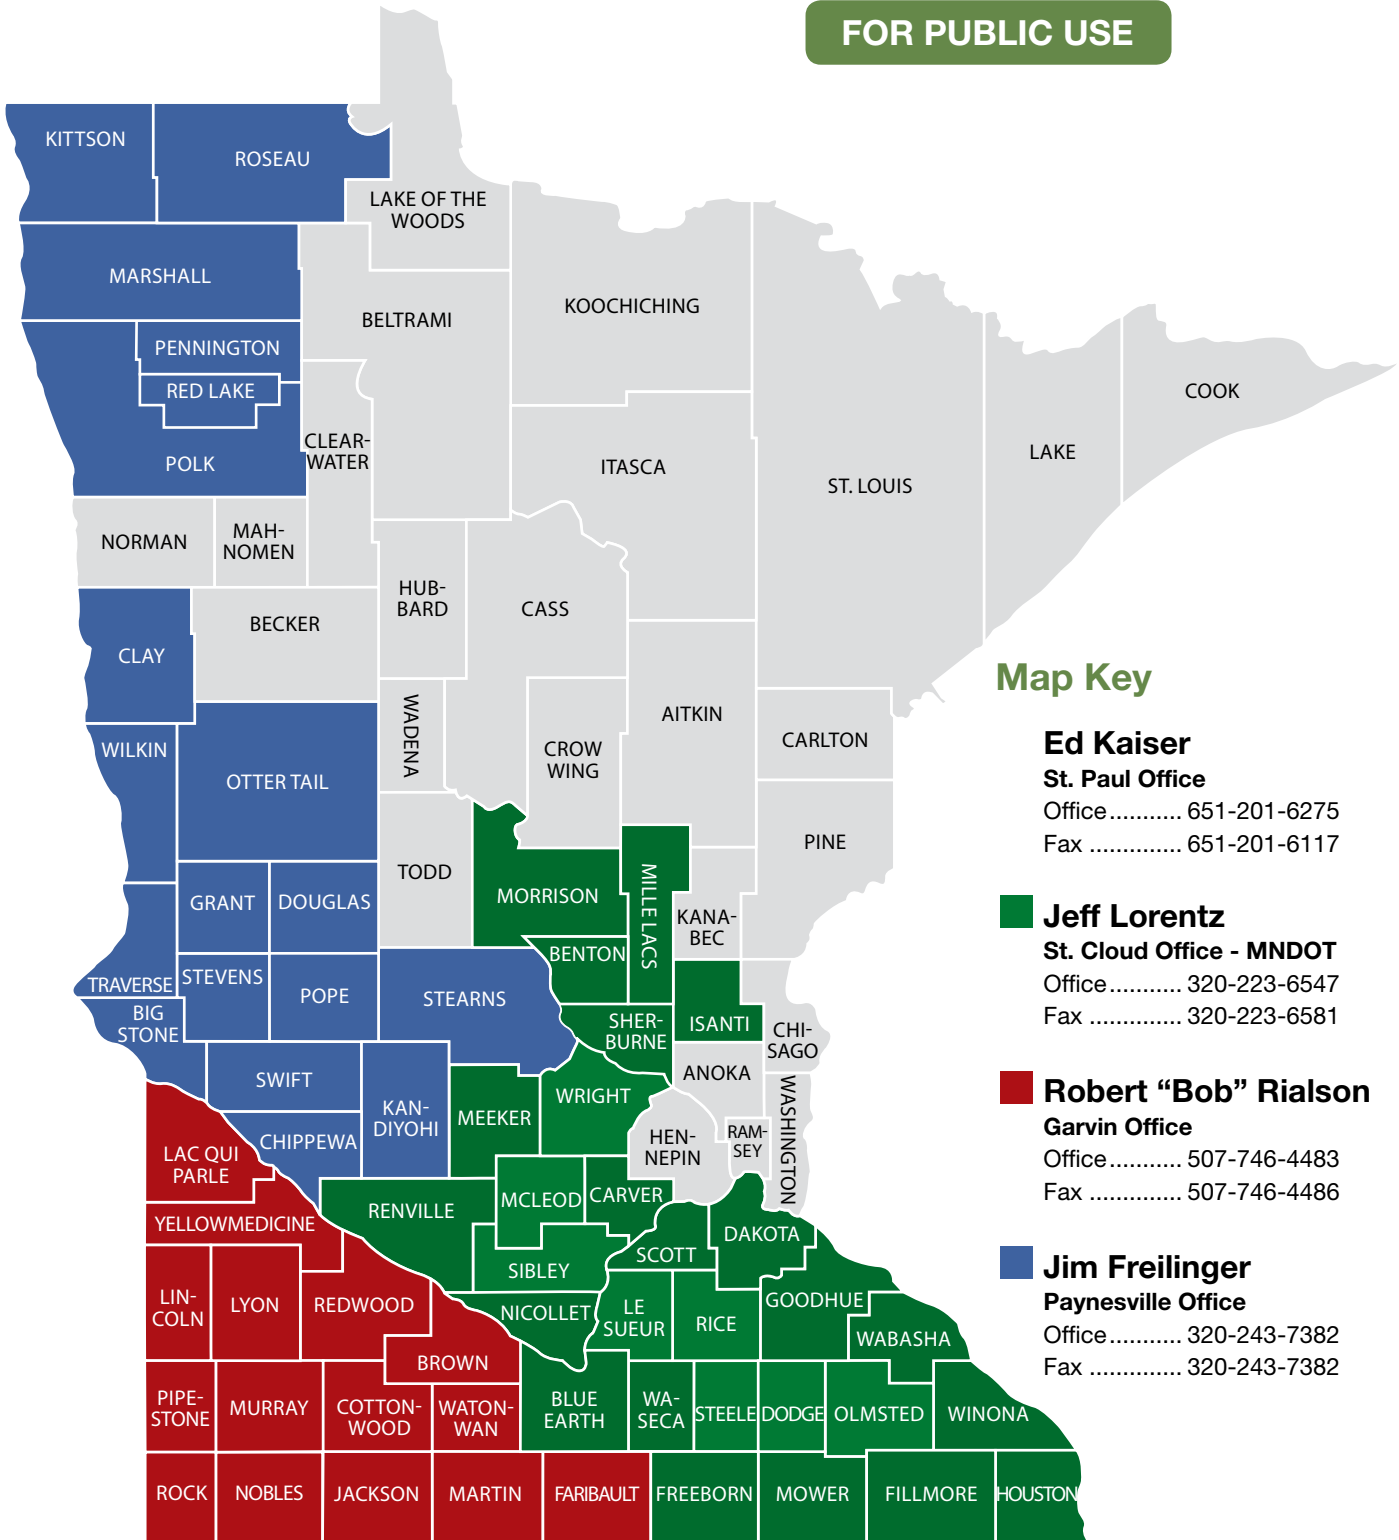 FOR PUBLIC USE
KITTSON
ROSEAU
LAKE OF THE
WOODS
MARSHALL
KOOCHICHING
BELTRAMI
PENNINGTON
RED LAKE
COOK
CLEAR-
WATER
LAKE
POLK
ITASCA
ST. LOUIS
NORMAN
MAH-
NOMEN
HUB-
BARD
CASS
BECKER
CLAY
WADENA
AITKIN
WILKIN
CROW
WING
CARLTON
OTTER TAIL
PINE
TODD
MORRISON
MILLE LACS
GRANT
DOUGLAS
KANA-
BEC
BENTON
TRAVERSE
STEVENS
POPE
STEARNS
BIG
STONE
SHER-
BURNE
ISANTI
CHI-
SAGO
SWIFT
ANOKA
WASHINGTON
KAN-
DIYOHI
MEEKER
WRIGHT
CHIPPEWA
HEN-
NEPIN
RAM-
SEY
LAC QUI
PARLE
MCLEOD
CARVER
RENVILLE
YELLOWMEDICINE
DAKOTA
SCOTT
SIBLEY
LIN-
COLN
LYON
REDWOOD
NICOLLET
LE
SUEUR
RICE
GOODHUE
WABASHA
BROWN
PIPE-
STONE
MURRAY
COTTON-
WOOD
WATON-
WAN
BLUE
EARTH
WA-
SECA
STEELE
DODGE
OLMSTED
WINONA
ROCK
NOBLES
JACKSON
MARTIN
FARIBAULT
FREEBORN
MOWER
FILLMORE
HOUSTON
Map Key
Ed Kaiser
St. Paul Office
Office........... 651-201-6275
Fax .............. 651-201-6117
Jeff Lorentz
St. Cloud Office - MNDOT
Office........... 320-223-6547
Fax .............. 320-223-6581
Robert “Bob” Rialson
Garvin Office
Office........... 507-746-4483
Fax .............. 507-746-4486
Jim Freilinger
Paynesville Office
Office........... 320-243-7382
Fax .............. 320-243-7382